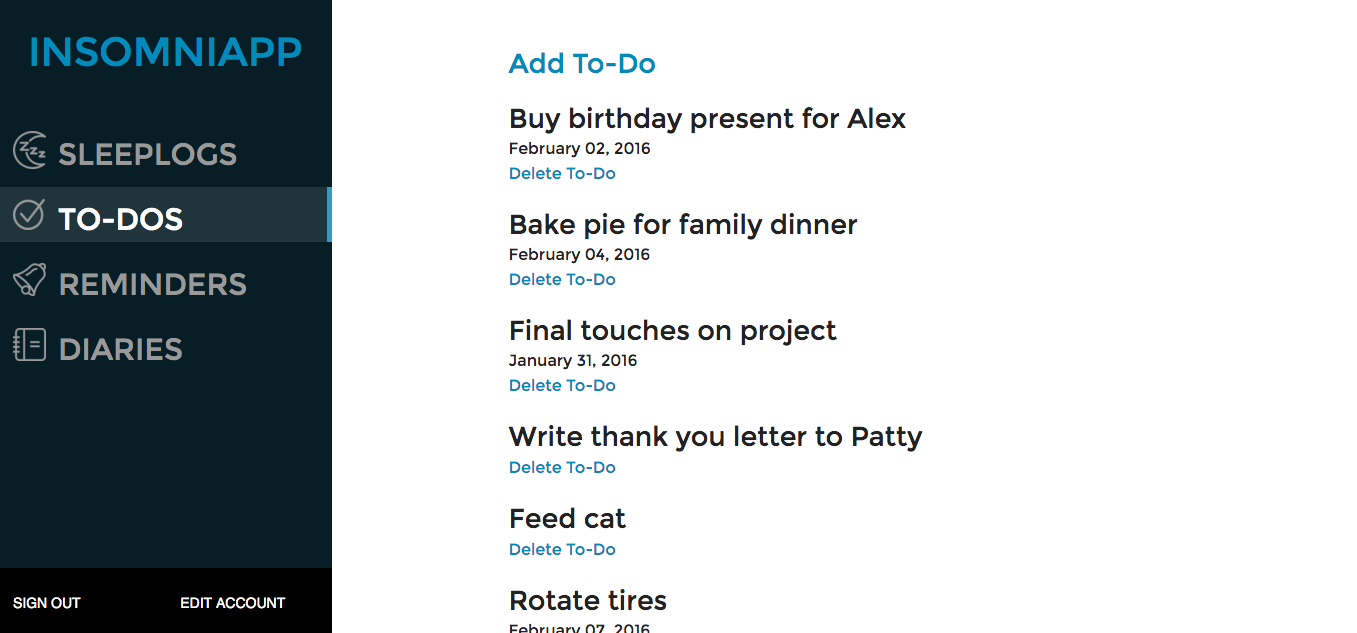 INSOMNIAPP
SLEEPLOGS
TO-DOS
REMINDERS
DIARIES
SIGN OUT
EDIT ACCOUNT
Add To-Do
Buy birthday present for Alex
February 02, 2016
Delete To-Do
Bake pie for family dinner
February 04, 2016
Delete To-Do
Final touches on project
January 31, 2016
Delete To-Do
Write thank you letter to Patty
Delete To-Do
Feed cat
Delete To-Do
Rotate tires
February 07, 2016